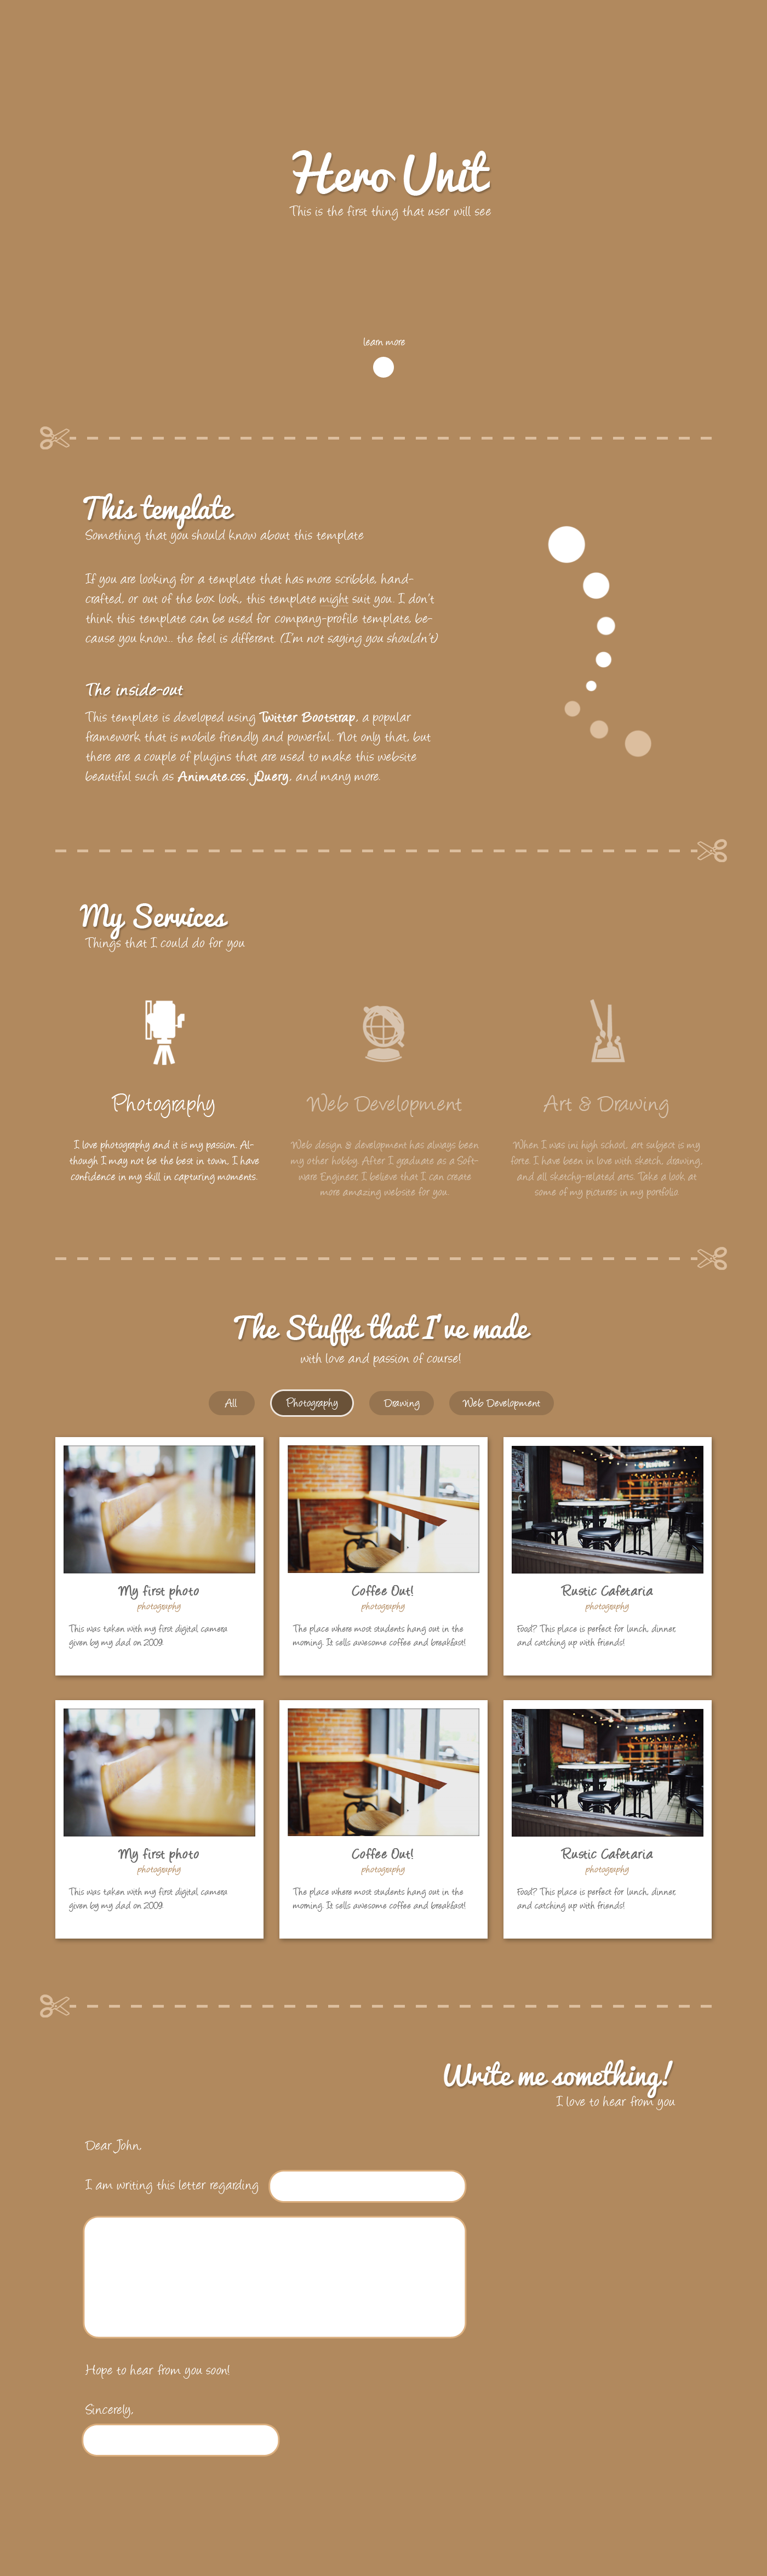 Hero Unit
This is the first thing that user will see
learn more
This template
Something that you should know about this template
If you are looking for a template that has more scribble, hand-
crafted, or out of the box look, this template might suit you. I don't
think this template can be used for company-profile template, be-
cause you know... the feel is different. (I'm not saying you shouldn't)
The inside-out
This template is developed using Twitter Bootstrap, a popular
framework that is mobile friendly and powerful. Not only that, but
there are a couple of plugins that are used to make this website
beautiful such as Animate.css, jQuery, and many more.
My Services
Things that I could do for you
Photography
I love photography and it is my passion. Al-
though I may not be the best in town, I have
confidence in my skill in capturing moments.
Web Development
Web design & development has always been
my other hobby. After I graduate as a Soft-
ware Engineer, I believe that I can create
more amazing website for you.
Art & Drawing
When I was ini high school, art subject is my
forte. I have been in love with sketch, drawing,
and all sketchy-related arts. Take a look at
some of my pictures in my portfolio
The Stuffs that I've made
with love and passion of course!
All
Photography
Drawing
Web Development
My first photo
photography
This was taken with my first digital camera
given by my dad on 2009.
Coffee Out!
photography
The place where most students hang out in the
morning. It sells awesome coffee and breakfast!
Rustic Cafetaria
photography
Food? This place is perfect for lunch, dinner,
and catching up with friends!
My first photo
photography
This was taken with my first digital camera
given by my dad on 2009.
Coffee Out!
photography
The place where most students hang out in the
morning. It sells awesome coffee and breakfast!
Rustic Cafetaria
photography
Food? This place is perfect for lunch, dinner,
and catching up with friends!
Write me something!
I love to hear from you
Dear John,
I am writing this letter regarding
Hope to hear from you soon!
Sincerely,